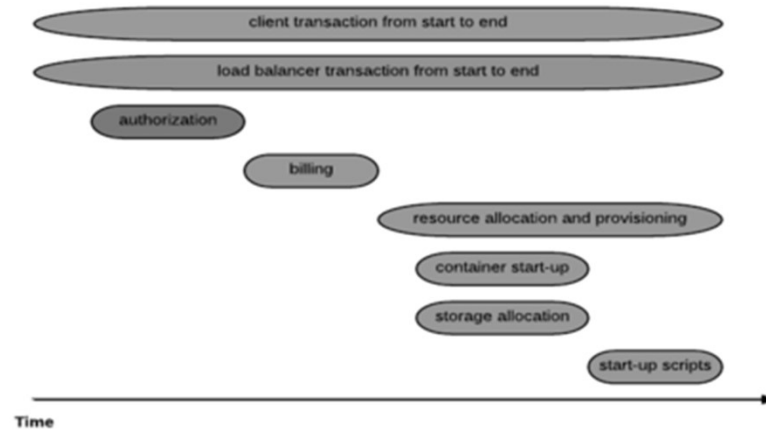 client transaction from start to end
load balancer transaction from start to end
authorization
billing
resource allocation and provisioning
container start-up
storage allocation
start-up scripts
Time